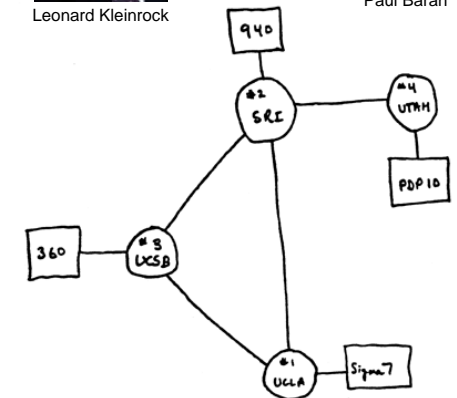 Leonard Kleinrock
Paul Baran
940
#2
SRI
#4
UTAH
PDP 10
360
#3
UCSB
#1
UCLA
Sigma 7